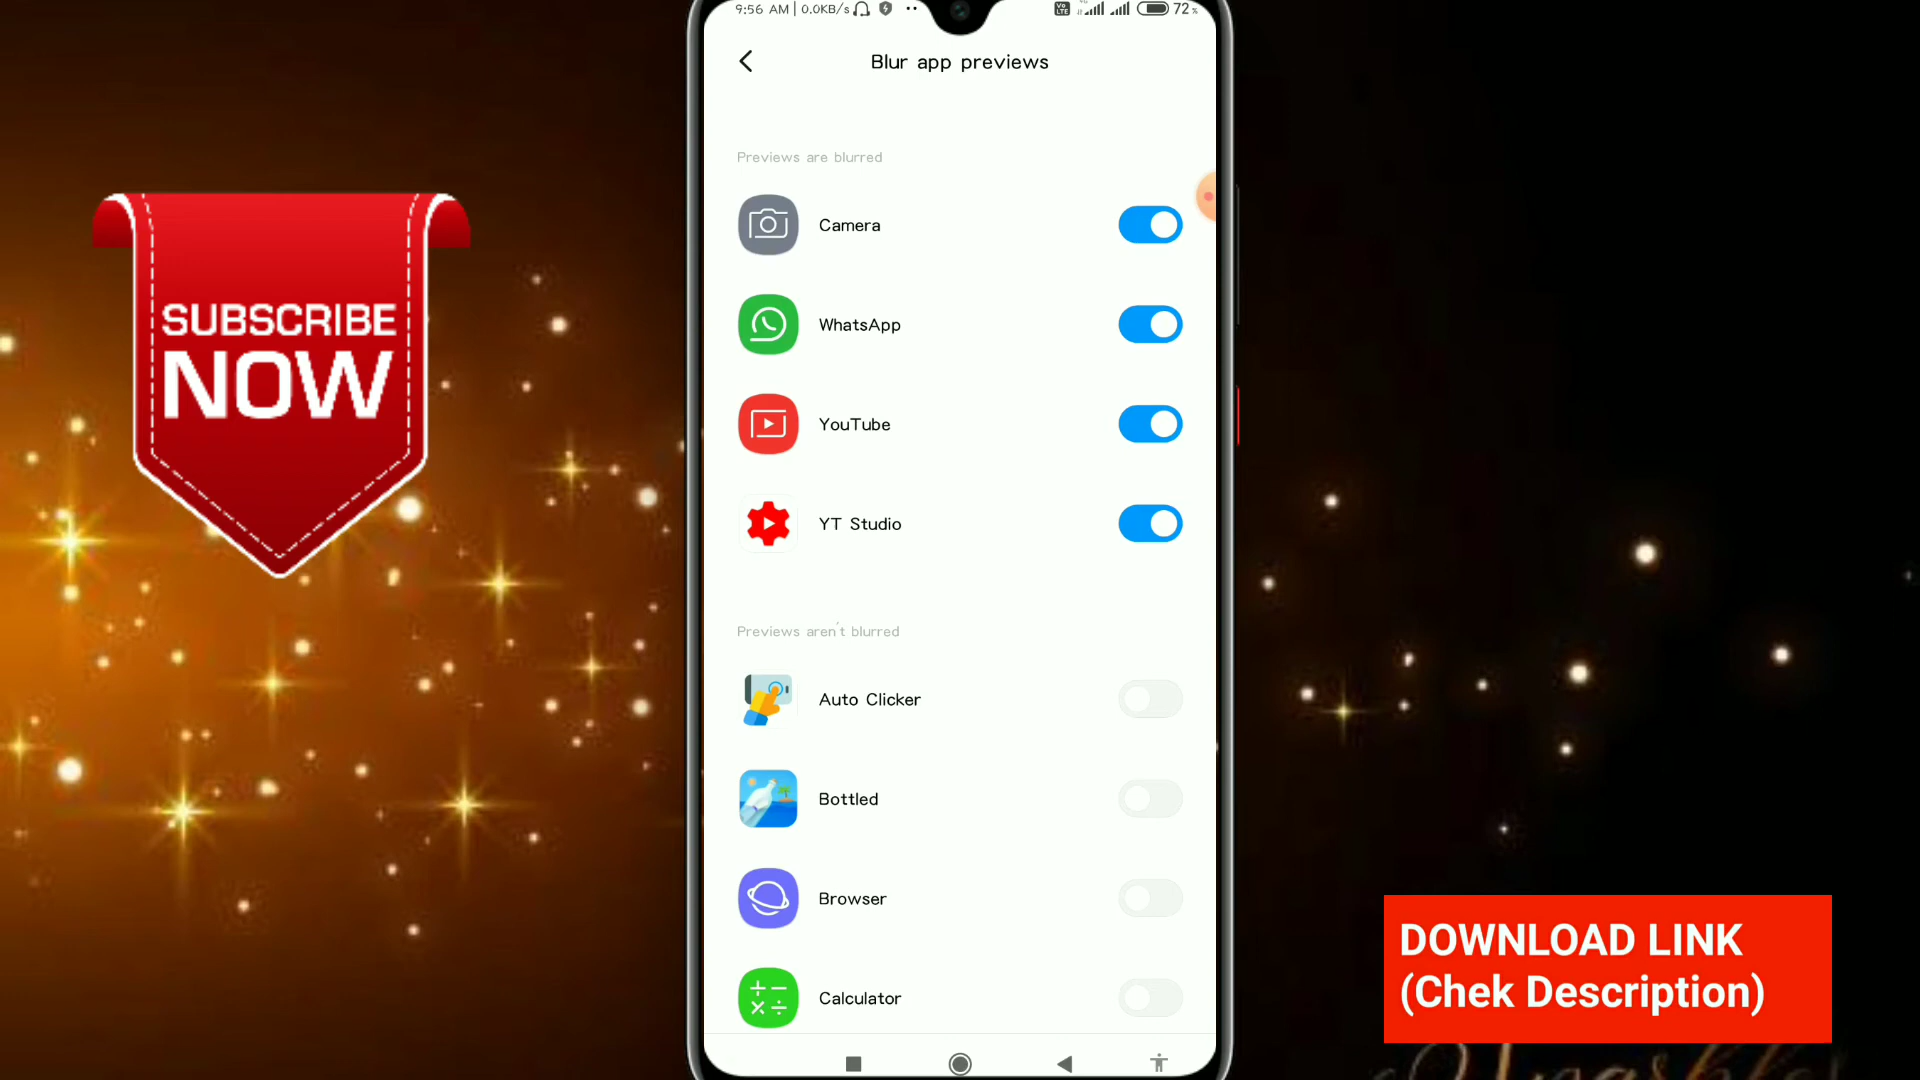 9:56 AM | 0.0KB/s
72%
Blur app previews
Previews are blurred
Camera
WhatsApp
YouTube
YT Studio
Previews aren't blurred
Auto Clicker
Bottled
Browser
Calculator
SUBSCRIBE
NOW
DOWNLOAD LINK
(Chek Description)